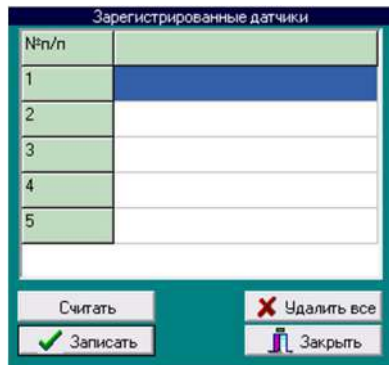 Зарегистрированные датчики
№п/п
1
2
3
4
5
Считать
Удалить все
Записать
Закрыть